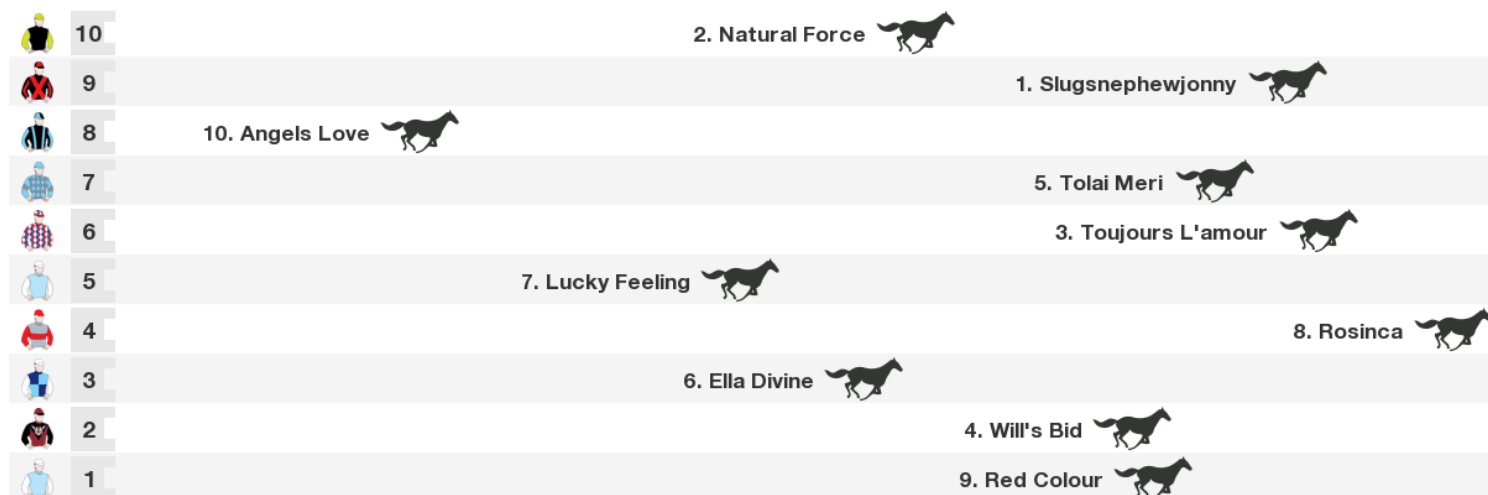 10 2. Natural Force
9 1. Slugsnephewjonny
8 10. Angels Love
7 5. Tolai Meri
6 3. Toujours L'amour
5 7. Lucky Feeling
4 8. Rosinca
3 6. Ella Divine
2 4. Will's Bid
1 9. Red Colour